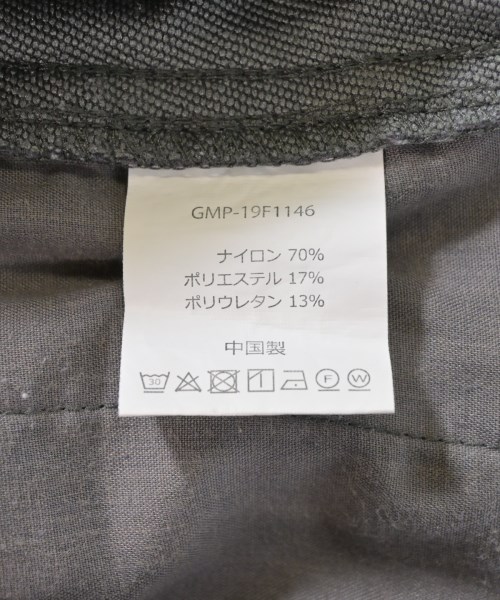 GMP-19F1146
ナイロン 70%
ポリエステル 17%
ポリウレタン 13%
中国製
30 F W